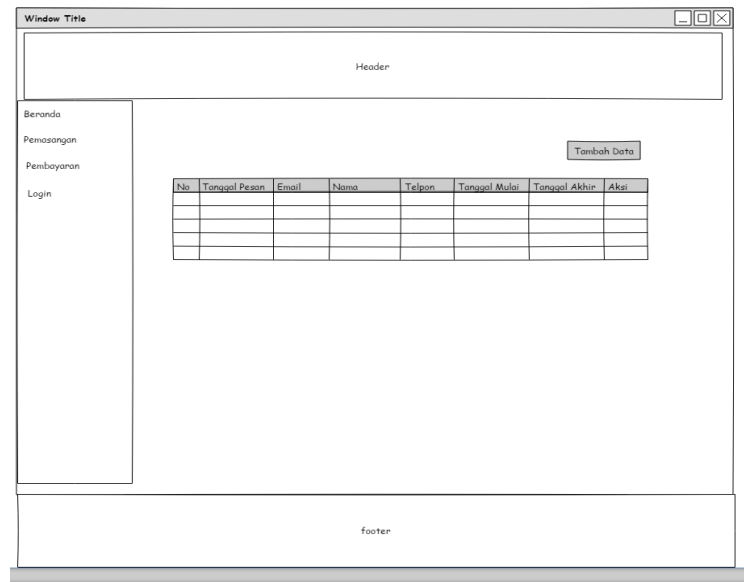 Window Title
Header
Beranda
Pemasangan
Pembayaran
Login
Tambah Data
No Tanggal Pesan Email Nama Telpon Tanggal Mulai Tanggal Akhir Aksi
footer